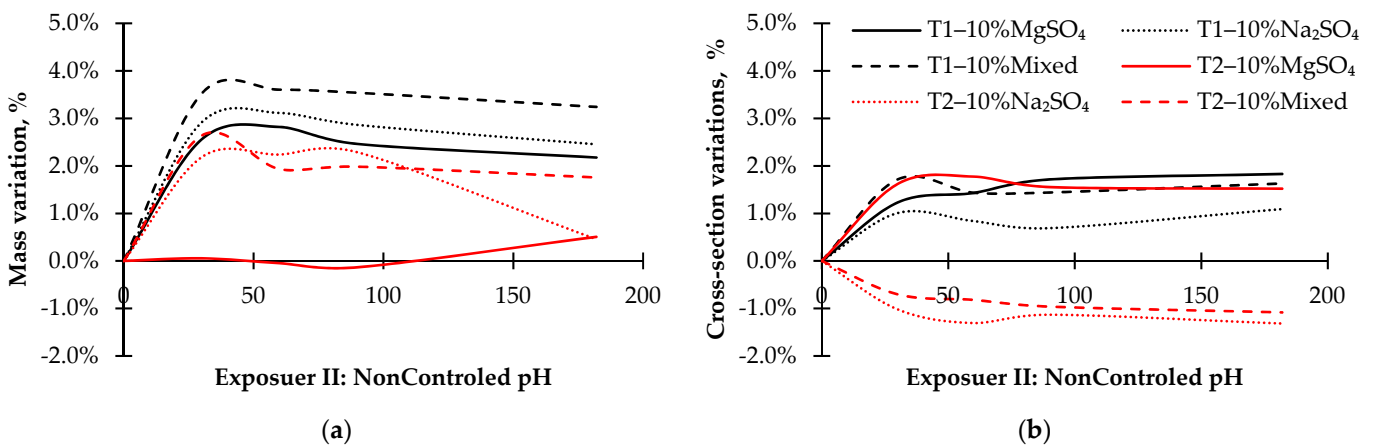 Mass variation, %
5.0%
4.0%
3.0%
2.0%
1.0%
0.0%
-1.0%
-2.0%
0 50 100 150 200
Exposuer II: NonControled pH
(a)
Cross-section variations, %
5.0%
4.0%
3.0%
2.0%
1.0%
0.0%
-1.0%
-2.0%
T1–10%MgSO₄ T1–10%Na₂SO₄
T1–10%Mixed T2–10%MgSO₄
T2–10%Na₂SO₄ T2–10%Mixed
0 50 100 150 200
Exposuer II: NonControled pH
(b)